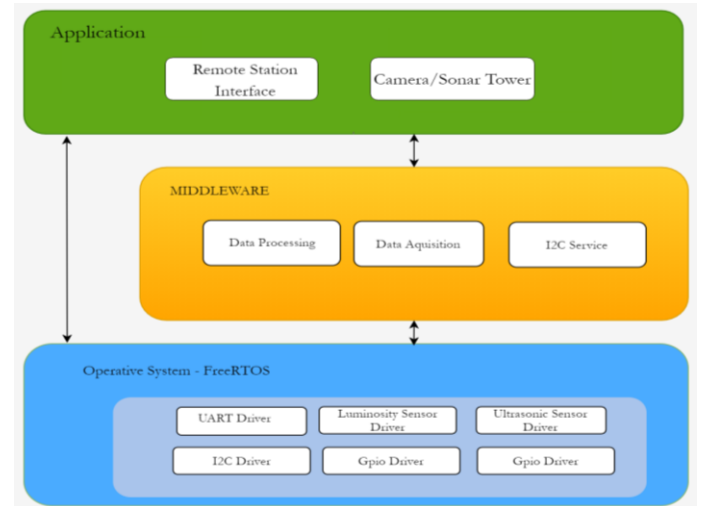 Application
Remote Station
Interface
Camera/Sonar Tower
MIDDLEWARE
Data Processing
Data Aquisition
I2C Service
Operative System - FreeRTOS
UART Driver
Luminosity Sensor
Driver
Ultrasonic Sensor
Driver
I2C Driver
Gpio Driver
Gpio Driver